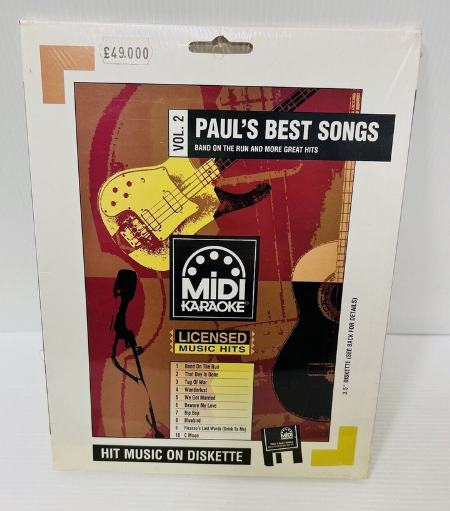 £49.000
VOL. 2
PAUL'S BEST SONGS
BAND ON THE RUN AND MORE GREAT HITS
MIDI
KARAOKE
LICENSED
MUSIC HITS
1 Band On The Run
2 That Day Is Done
3 Tug Of War
4 Wanderlust
5 We Got Married
6 Beware My Love
7 Bip Bop
8 Bluebird
9 Picasso's Last Words (Drink To Me)
10 C Moon
3.5" DISKETTE (SEE BACK FOR DETAILS)
HIT MUSIC ON DISKETTE
MIDI
KARAOKE